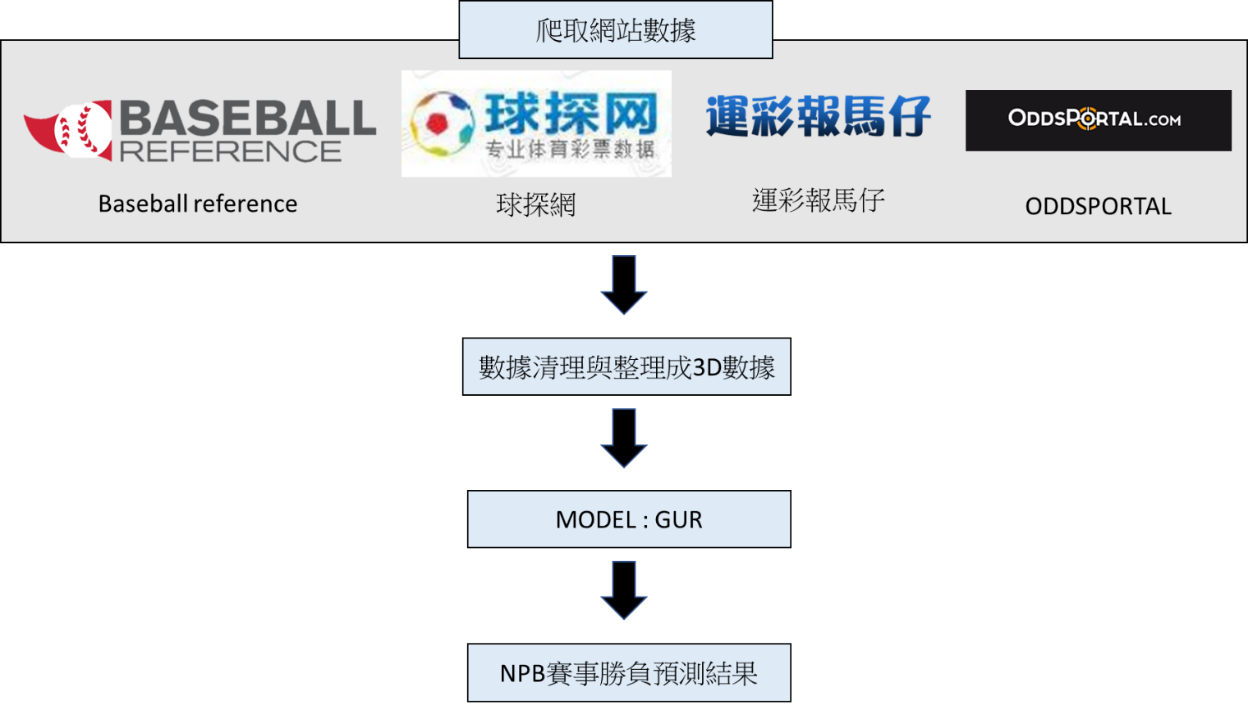 爬取網站數據
BASEBALL
REFERENCE
球探网
专业体育彩票数据
運彩報馬仔
ODDSPORTAL.COM
Baseball reference
球探網
運彩報馬仔
ODDSPORTAL
數據清理與整理成3D數據
MODEL : GUR
NPB賽事勝負預測結果